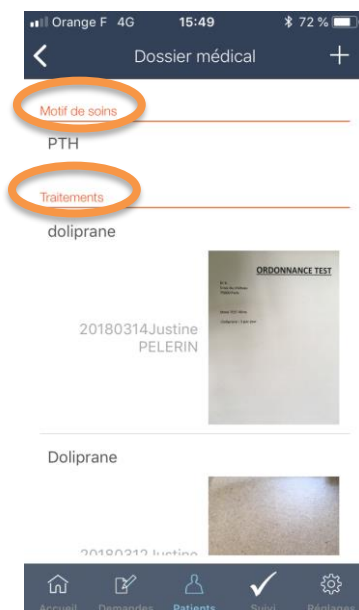 Orange F 4G 15:49 72 %
Dossier médical
Motif de soins
PTH
Traitements
doliprane
ORDONNANCE TEST
20180314Justine
PELERIN
Doliprane
20180312Justine
Accueil Demandes Patients Suivi Réglages